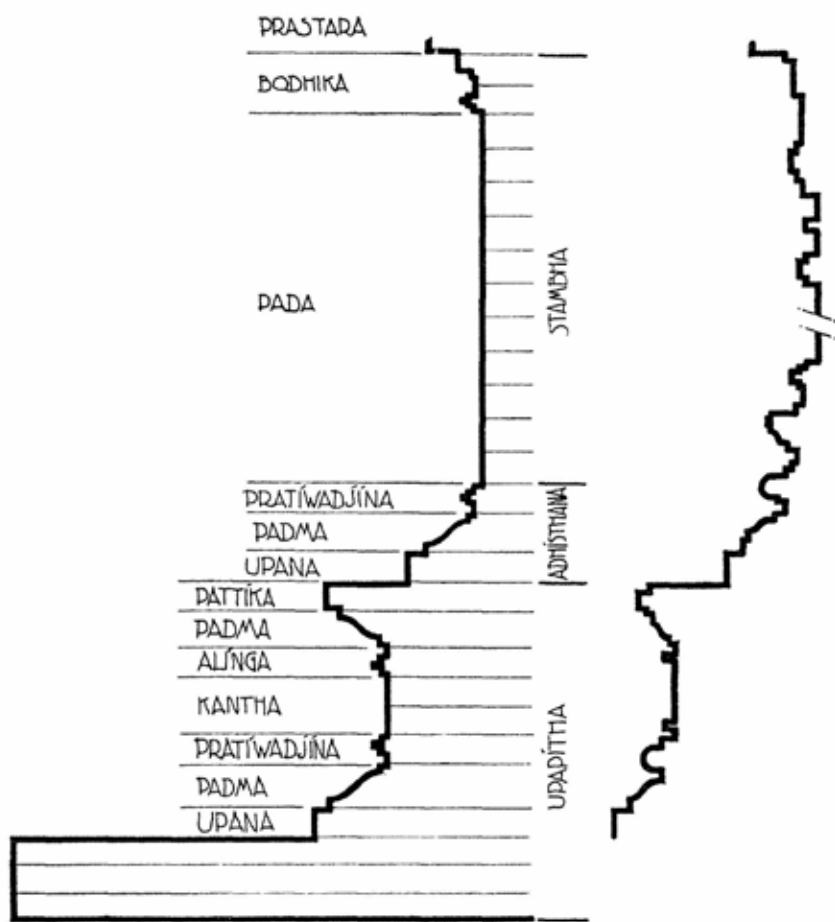 PRASTARA
BODHIKA
PADA
STAMBHA
PRATÍWADJÍNA
PADMA
UPANA
ADHÍSTHANA
PATTÍKA
PADMA
ALÍNGA
KANTHA
PRATÍWADJÍNA
PADMA
UPANA
UPAPÍTHA